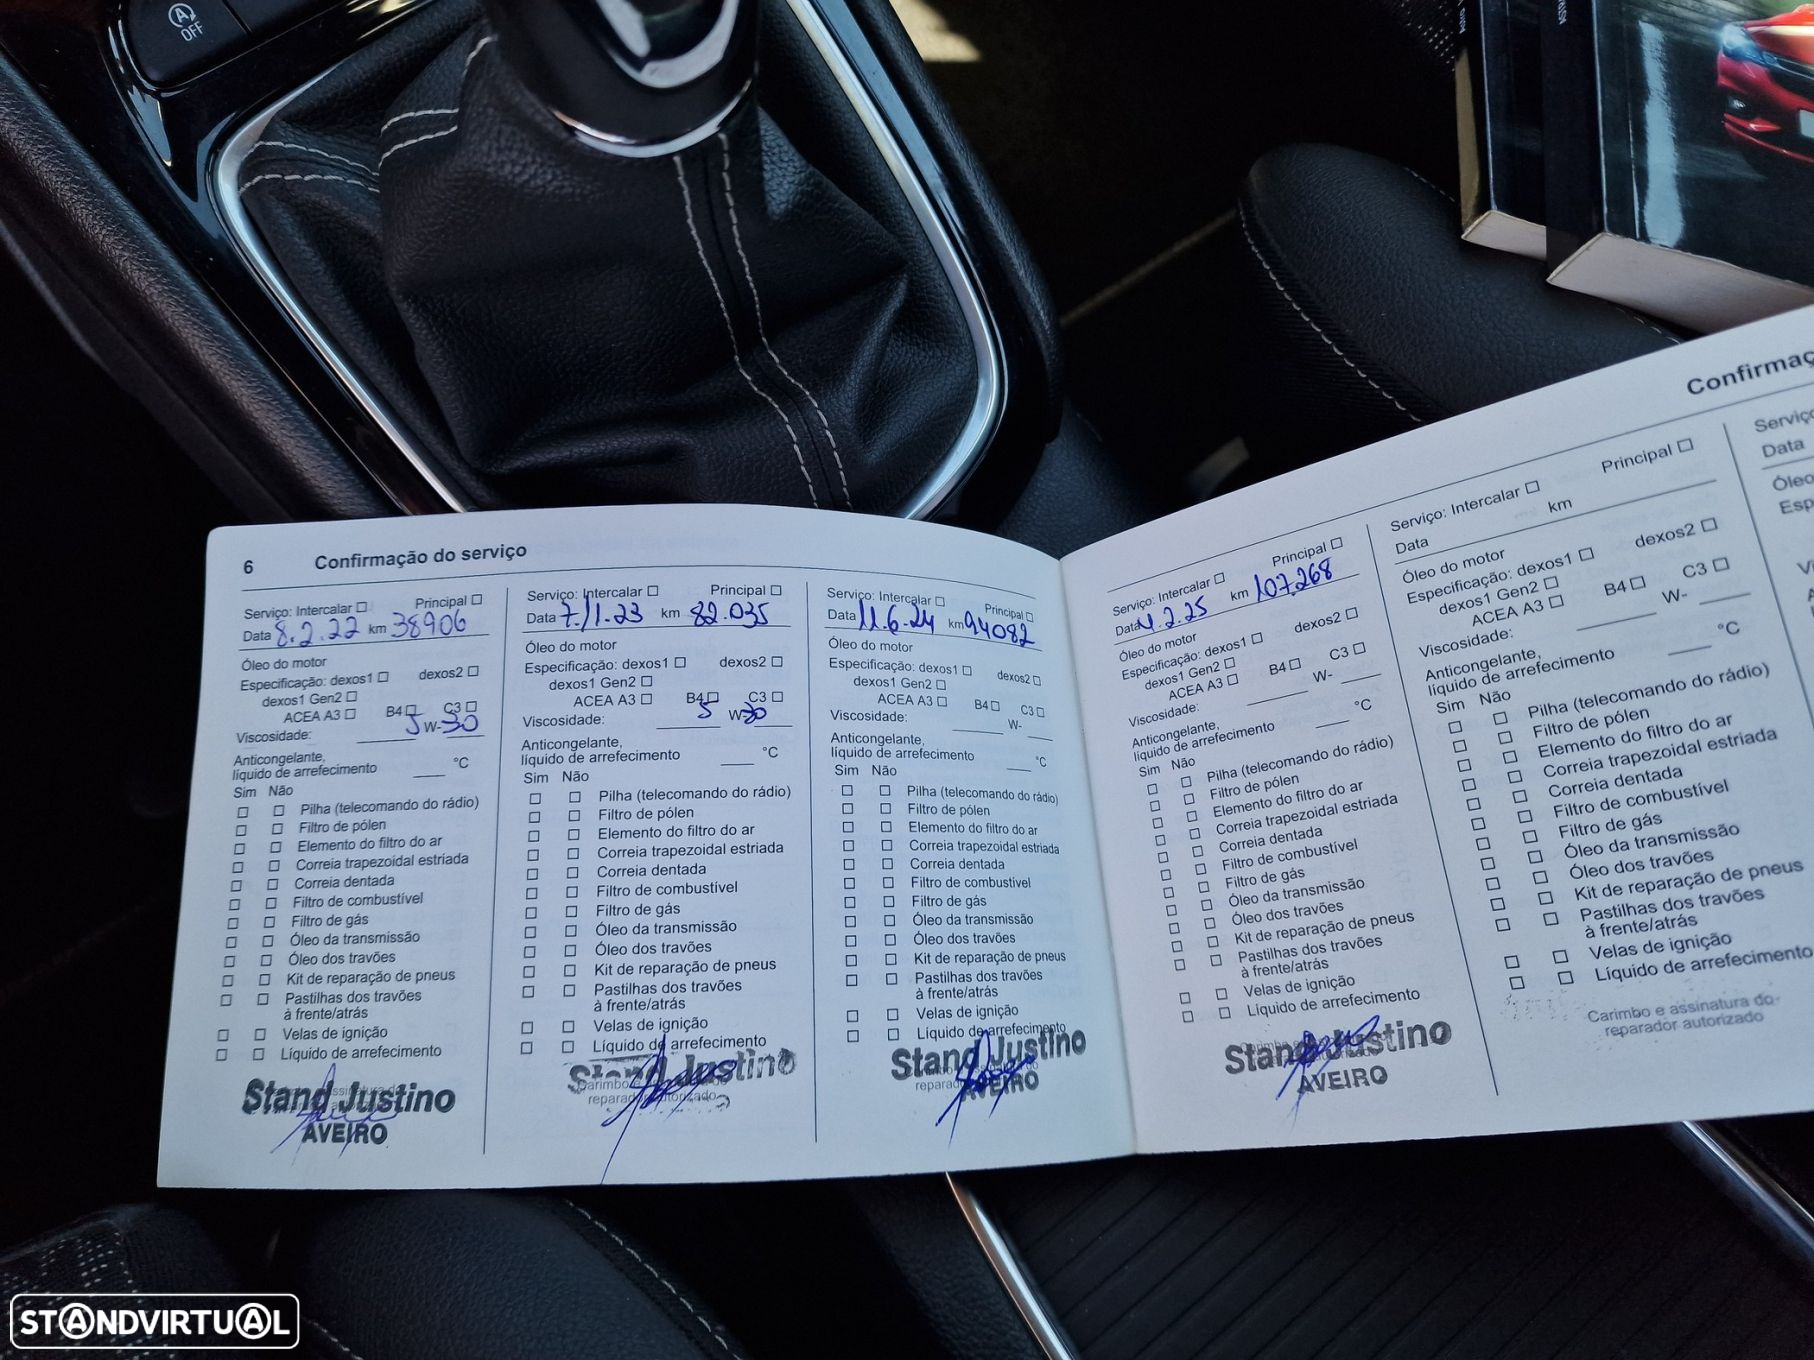 OFF
6 Confirmação do serviço
Serviço: Intercalar ☐ Principal ☐
Data 8.2.22 km 38906
Óleo do motor
Especificação: dexos1 ☐ dexos2 ☐
dexos1 Gen2 ☐
ACEA A3 ☐ B4 ☐ C3 ☐
Viscosidade: 5 W-30
Anticongelante,
líquido de arrefecimento °C
Sim Não
☐ ☐ Pilha (telecomando do rádio)
☐ ☐ Filtro de pólen
☐ ☐ Elemento do filtro do ar
☐ ☐ Correia trapezoidal estriada
☐ ☐ Correia dentada
☐ ☐ Filtro de combustível
☐ ☐ Filtro de gás
☐ ☐ Óleo da transmissão
☐ ☐ Óleo dos travões
☐ ☐ Kit de reparação de pneus
☐ ☐ Pastilhas dos travões
à frente/atrás
☐ ☐ Velas de ignição
☐ ☐ Líquido de arrefecimento
Stand Justino
AVEIRO
Serviço: Intercalar ☐ Principal ☐
Data 7/1.23 km 82.035
Óleo do motor
Especificação: dexos1 ☐ dexos2 ☐
dexos1 Gen2 ☐
ACEA A3 ☐ B4 ☐ C3 ☐
Viscosidade: 5 W-30
Anticongelante,
líquido de arrefecimento °C
Sim Não
☐ ☐ Pilha (telecomando do rádio)
☐ ☐ Filtro de pólen
☐ ☐ Elemento do filtro do ar
☐ ☐ Correia trapezoidal estriada
☐ ☐ Correia dentada
☐ ☐ Filtro de combustível
☐ ☐ Filtro de gás
☐ ☐ Óleo da transmissão
☐ ☐ Óleo dos travões
☐ ☐ Kit de reparação de pneus
☐ ☐ Pastilhas dos travões
à frente/atrás
☐ ☐ Velas de ignição
☐ ☐ Líquido de arrefecimento
Stand Justino
Serviço: Intercalar ☐ Principal ☐
Data 11.6.24 km 94082
Óleo do motor
Especificação: dexos1 ☐ dexos2 ☐
dexos1 Gen2 ☐
ACEA A3 ☐ B4 ☐ C3 ☐
Viscosidade: W-
Anticongelante,
líquido de arrefecimento °C
Sim Não
☐ ☐ Pilha (telecomando do rádio)
☐ ☐ Filtro de pólen
☐ ☐ Elemento do filtro do ar
☐ ☐ Correia trapezoidal estriada
☐ ☐ Correia dentada
☐ ☐ Filtro de combustível
☐ ☐ Filtro de gás
☐ ☐ Óleo da transmissão
☐ ☐ Óleo dos travões
☐ ☐ Kit de reparação de pneus
☐ ☐ Pastilhas dos travões
à frente/atrás
☐ ☐ Velas de ignição
☐ ☐ Líquido de arrefecimento
Stand Justino
AVEIRO
Confirmaç
Serviço: Intercalar ☐ Principal ☐
Data 4.2.25 km 107.268
Óleo do motor
Especificação: dexos1 ☐ dexos2 ☐
dexos1 Gen2 ☐
ACEA A3 ☐ B4 ☐ C3 ☐
Viscosidade: W-
Anticongelante,
líquido de arrefecimento °C
Sim Não
☐ ☐ Pilha (telecomando do rádio)
☐ ☐ Filtro de pólen
☐ ☐ Elemento do filtro do ar
☐ ☐ Correia trapezoidal estriada
☐ ☐ Correia dentada
☐ ☐ Filtro de combustível
☐ ☐ Filtro de gás
☐ ☐ Óleo da transmissão
☐ ☐ Óleo dos travões
☐ ☐ Kit de reparação de pneus
☐ ☐ Pastilhas dos travões
à frente/atrás
☐ ☐ Velas de ignição
☐ ☐ Líquido de arrefecimento
Stand Justino
AVEIRO
Serviço: Intercalar ☐ Principal ☐
Data km
Óleo do motor
Especificação: dexos1 ☐ dexos2 ☐
dexos1 Gen2 ☐
ACEA A3 ☐ B4 ☐ C3 ☐
Viscosidade: W-
Anticongelante,
líquido de arrefecimento °C
Sim Não
☐ ☐ Pilha (telecomando do rádio)
☐ ☐ Filtro de pólen
☐ ☐ Elemento do filtro do ar
☐ ☐ Correia trapezoidal estriada
☐ ☐ Correia dentada
☐ ☐ Filtro de combustível
☐ ☐ Filtro de gás
☐ ☐ Óleo da transmissão
☐ ☐ Óleo dos travões
☐ ☐ Kit de reparação de pneus
☐ ☐ Pastilhas dos travões
à frente/atrás
☐ ☐ Velas de ignição
☐ ☐ Líquido de arrefecimento
Carimbo e assinatura do
reparador autorizado
Serviço
Data
Óleo
Esp
STANDVIRTUAL